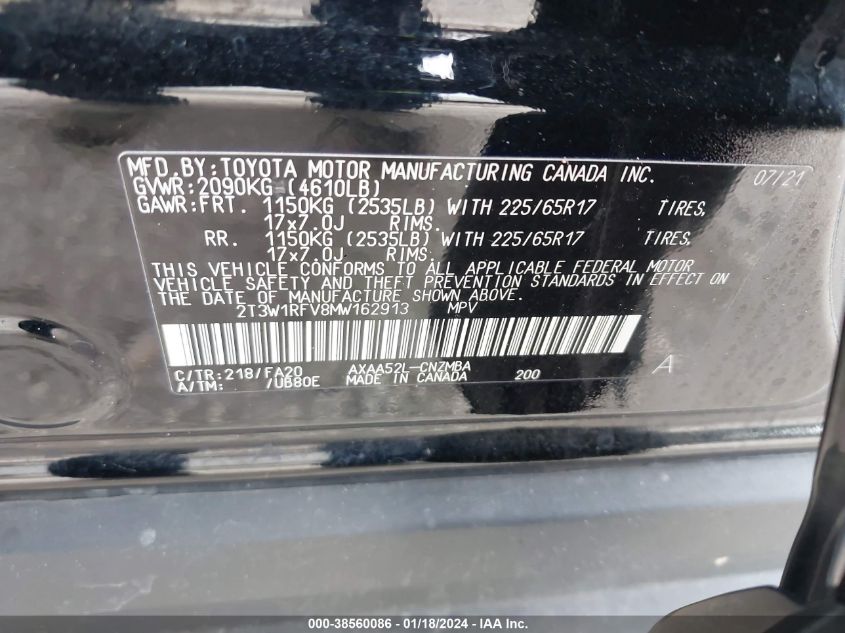 MFD.BY:TOYOTA MOTOR MANUFACTURING CANADA INC. 07/21
GVWR:2090KG (4610LB)
GAWR:FRT. 1150KG (2535LB) WITH 225/65R17 TIRES,
17x7.0J RIMS.
RR. 1150KG (2535LB) WITH 225/65R17 TIRES,
17x7.0J RIMS.
THIS VEHICLE CONFORMS TO ALL APPLICABLE FEDERAL MOTOR
VEHICLE SAFETY AND THEFT PREVENTION STANDARDS IN EFFECT ON
THE DATE OF MANUFACTURE SHOWN ABOVE.
2T3W1RFV8MW162913 MPV
C/TR:218/FA20 AXAA52L-CNZMBA A
A/TM: /UB80E MADE IN CANADA 200
000-38560086 - 01/18/2024 - IAA Inc.